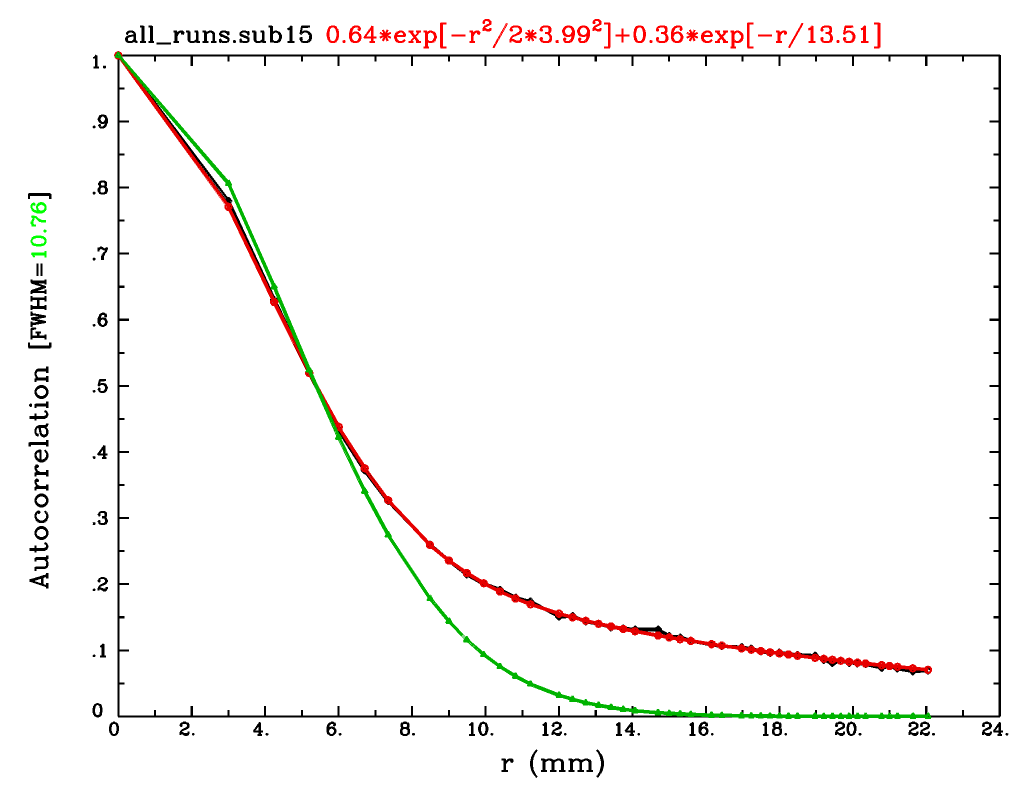 all_runs.sub15 0.64*exp[-r²/2*3.99²]+0.36*exp[-r/13.51]
1.
.9
.8
.7
.6
.5
.4
.3
.2
.1
0
Autocorrelation [FWHM=10.76]
0. 2. 4. 6. 8. 10. 12. 14. 16. 18. 20. 22. 24.
r (mm)